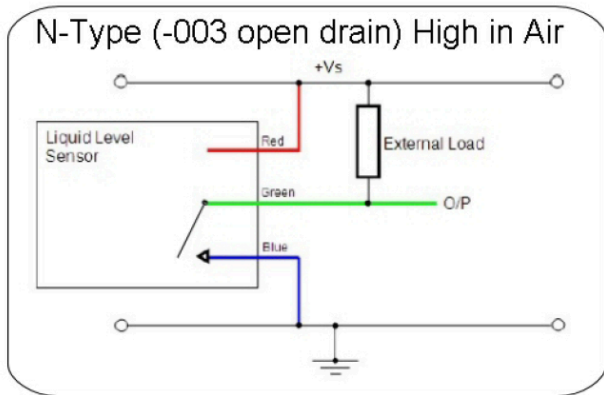 N-Type (-003 open drain) High in Air
+Vs
Liquid Level
Sensor
Red
External Load
Green
O/P
Blue